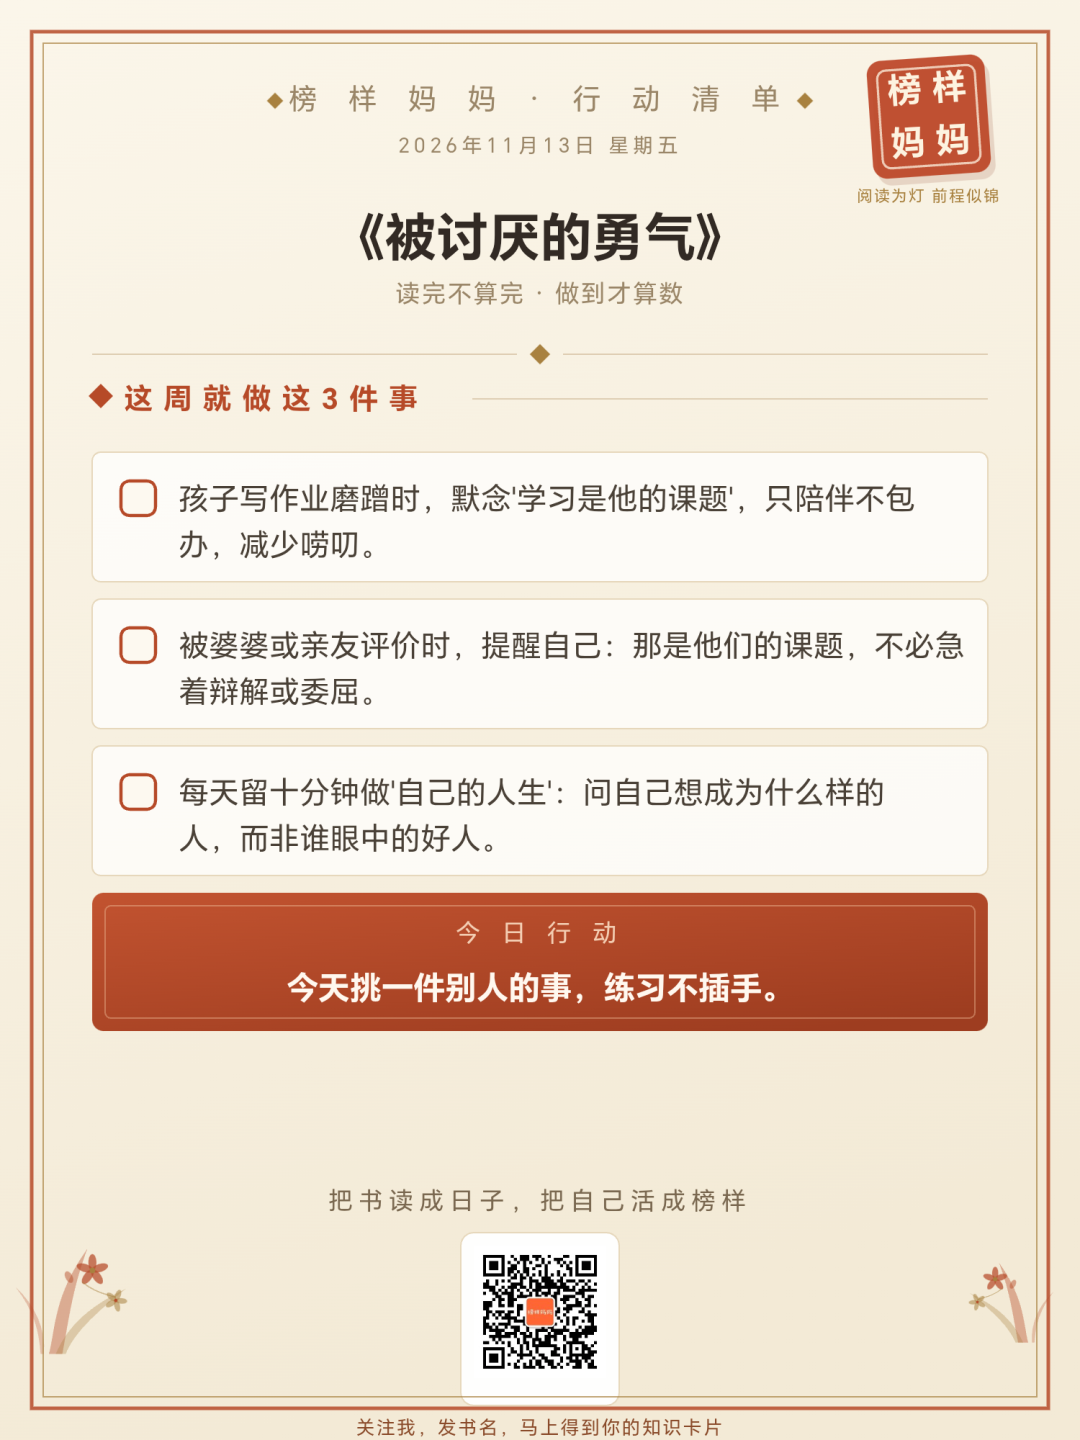 榜样妈妈·行动清单
2026年11月13日 星期五
榜样
妈妈
阅读为灯 前程似锦
《被讨厌的勇气》
读完不算完·做到才算数
这周就做这3件事
孩子写作业磨蹭时，默念'学习是他的课题'，只陪伴不包
办，减少唠叨。
被婆婆或亲友评价时，提醒自己：那是他们的课题，不必急
着辩解或委屈。
每天留十分钟做'自己的人生'：问自己想成为什么样的
人，而非谁眼中的好人。
今日行动
今天挑一件别人的事，练习不插手。
把书读成日子，把自己活成榜样
榜样妈妈
关注我，发书名，马上得到你的知识卡片